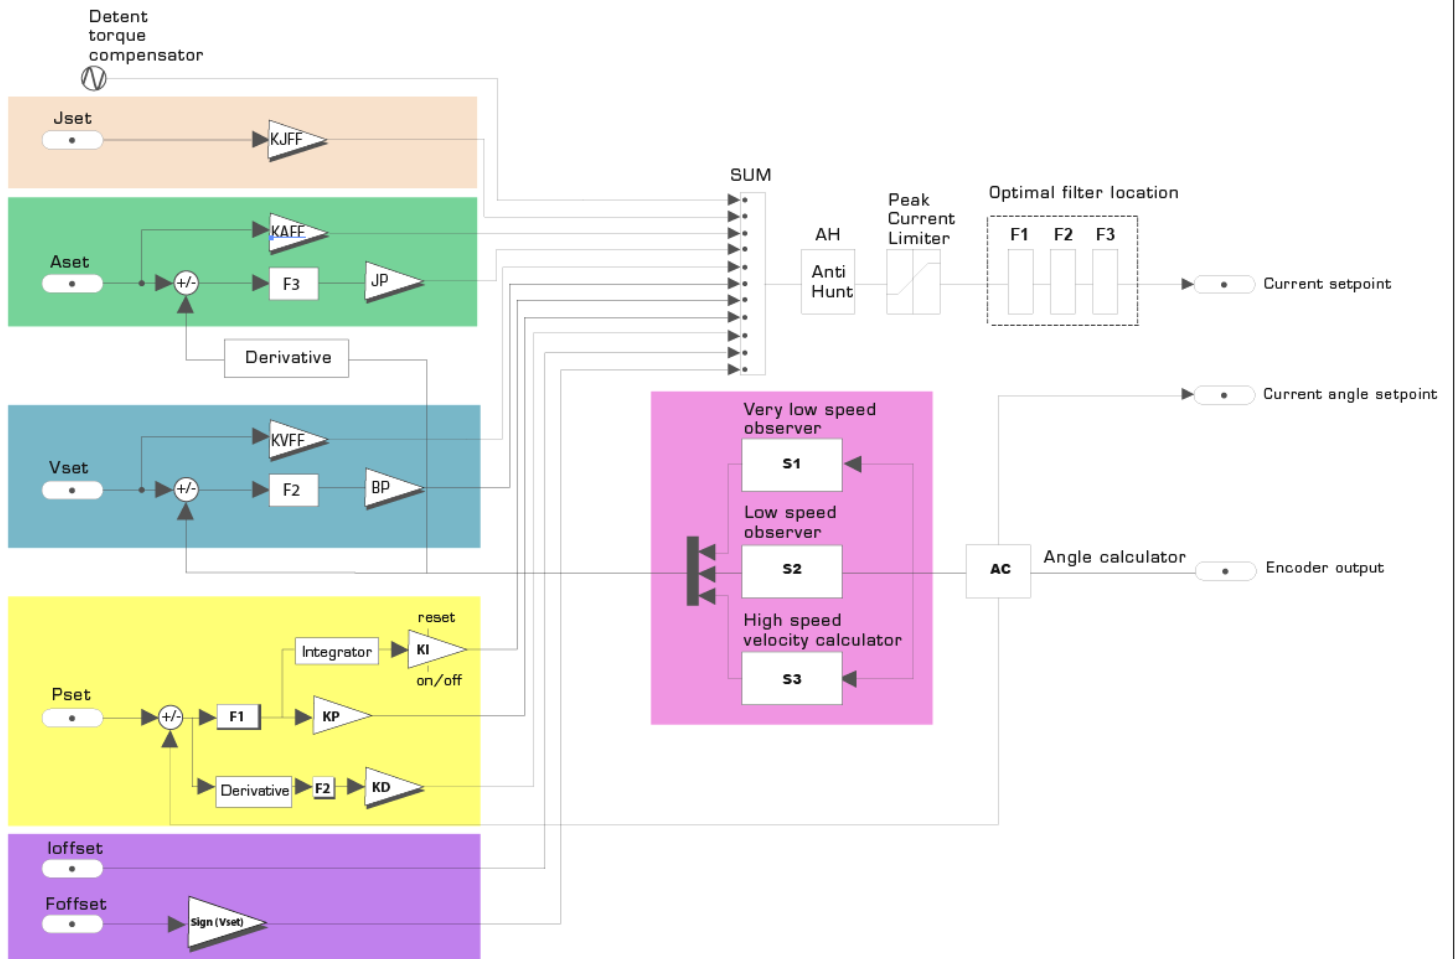 Detent
torque
compensator
Jset
KJFF
Aset
KAFF
+/-
F3
JP
Derivative
Vset
KVFF
+/-
F2
BP
Pset
+/-
F1
Integrator
reset
KI
on/off
KP
Derivative
F2
KD
Ioffset
Foffset
Sign (Vset)
SUM
AH
Anti
Hunt
Peak
Current
Limiter
Optimal filter location
F1 F2 F3
Current setpoint
Current angle setpoint
Very low speed
observer
S1
Low speed
observer
S2
High speed
velocity calculator
S3
AC
Angle calculator
Encoder output